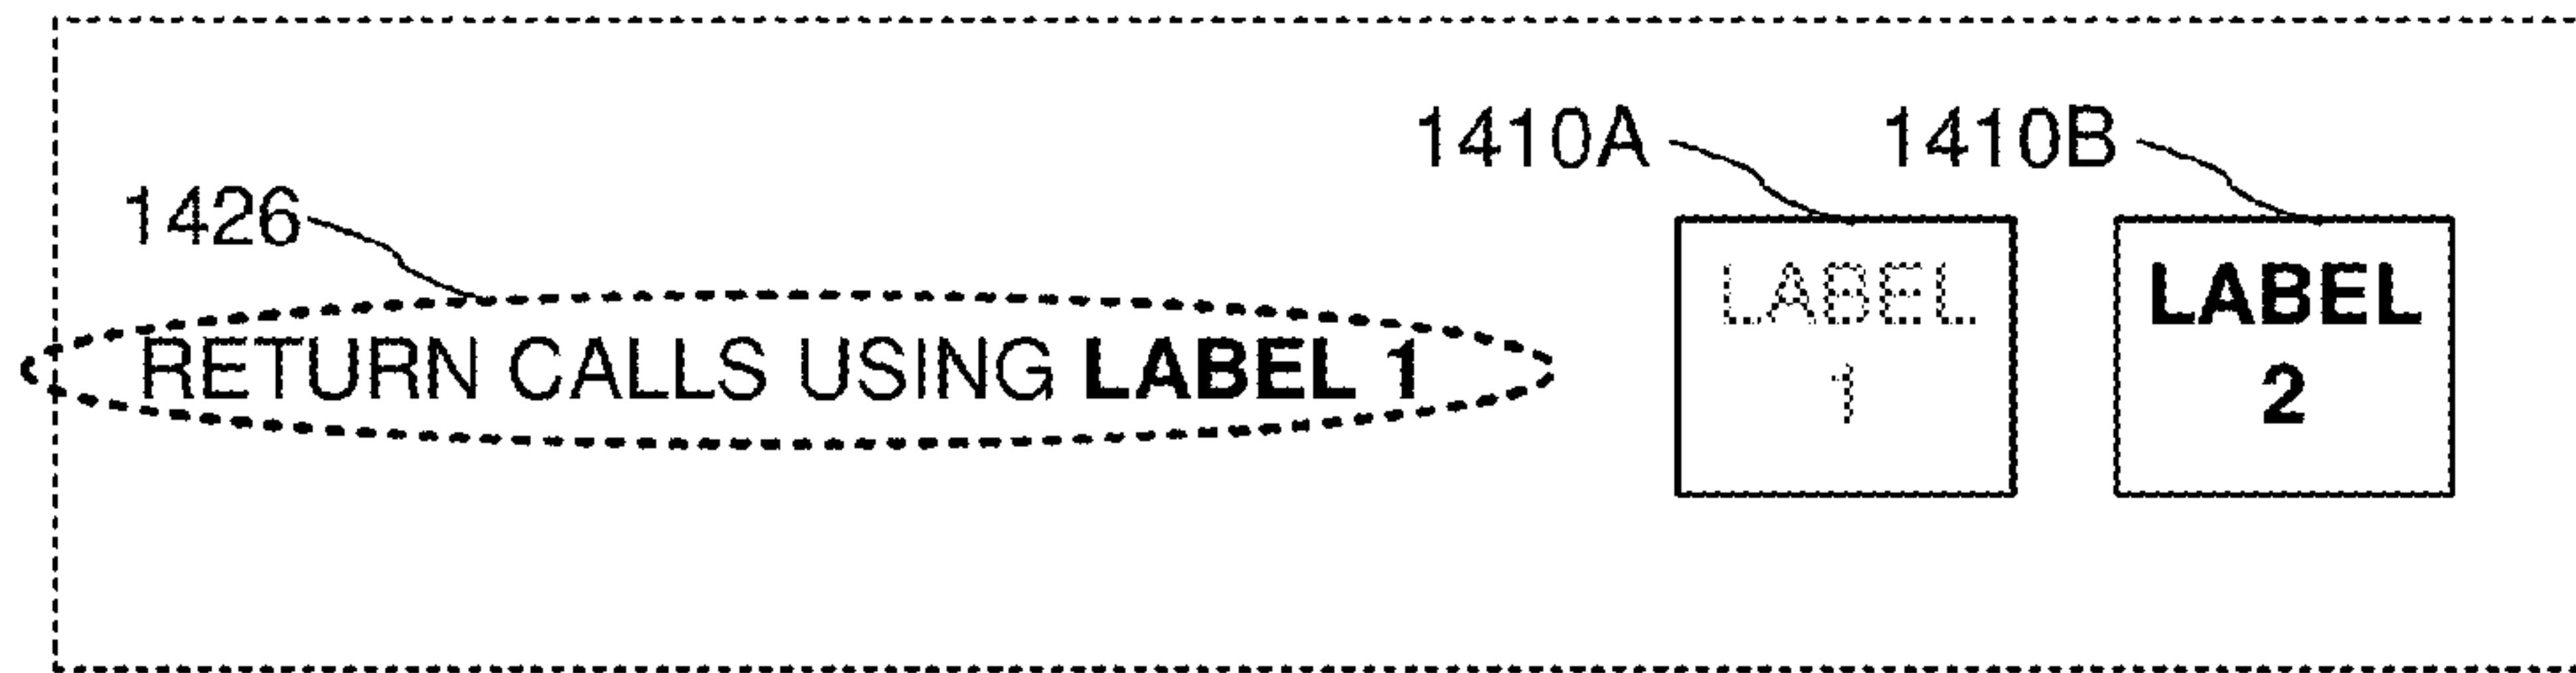 1410A 1410B
1426
LABEL LABEL
RETURN CALLS USING LABEL 1 1 2